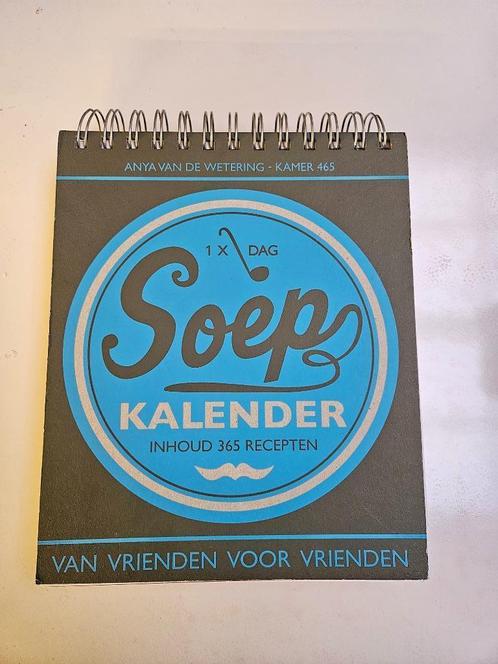 ANYA VAN DE WETERING - KAMER 465
1 X DAG
Soep
KALENDER
INHOUD 365 RECEPTEN
VAN VRIENDEN VOOR VRIENDEN